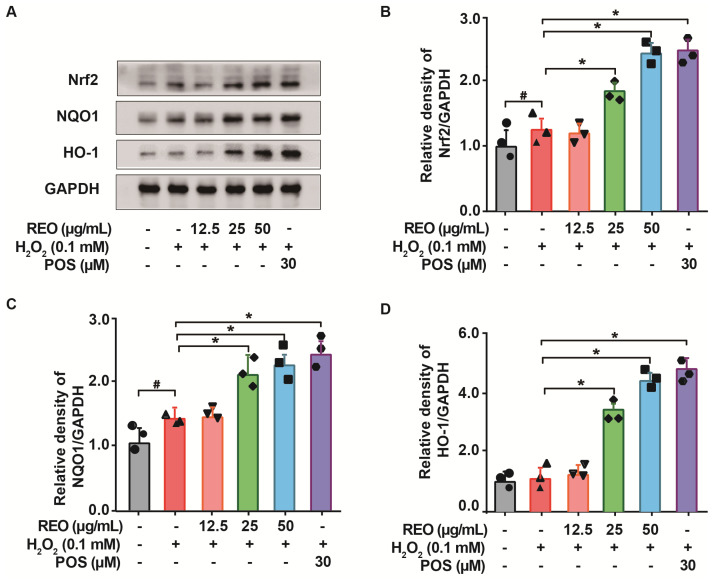 A
Nrf2
NQO1
HO-1
GAPDH
REO (µg/mL) - - 12.5 25 50 -
H₂O₂ (0.1 mM) - + + + + +
POS (µM) - - - - - 30
B
Relative density of
Nrf2/GAPDH
3.0
2.0
1.0
0.0
#
*
*
*
REO (µg/mL) - - 12.5 25 50 -
H₂O₂ (0.1 mM) - + + + + +
POS (µM) - - - - - 30
C
Relative density of
NQO1/GAPDH
3.0
2.0
1.0
0.0
#
*
*
*
REO (µg/mL) - - 12.5 25 50 -
H₂O₂ (0.1 mM) - + + + + +
POS (µM) - - - - - 30
D
Relative density of
HO-1/GAPDH
6.0
4.0
2.0
0.0
*
*
*
REO (µg/mL) - - 12.5 25 50 -
H₂O₂ (0.1 mM) - + + + + +
POS (µM) - - - - - 30